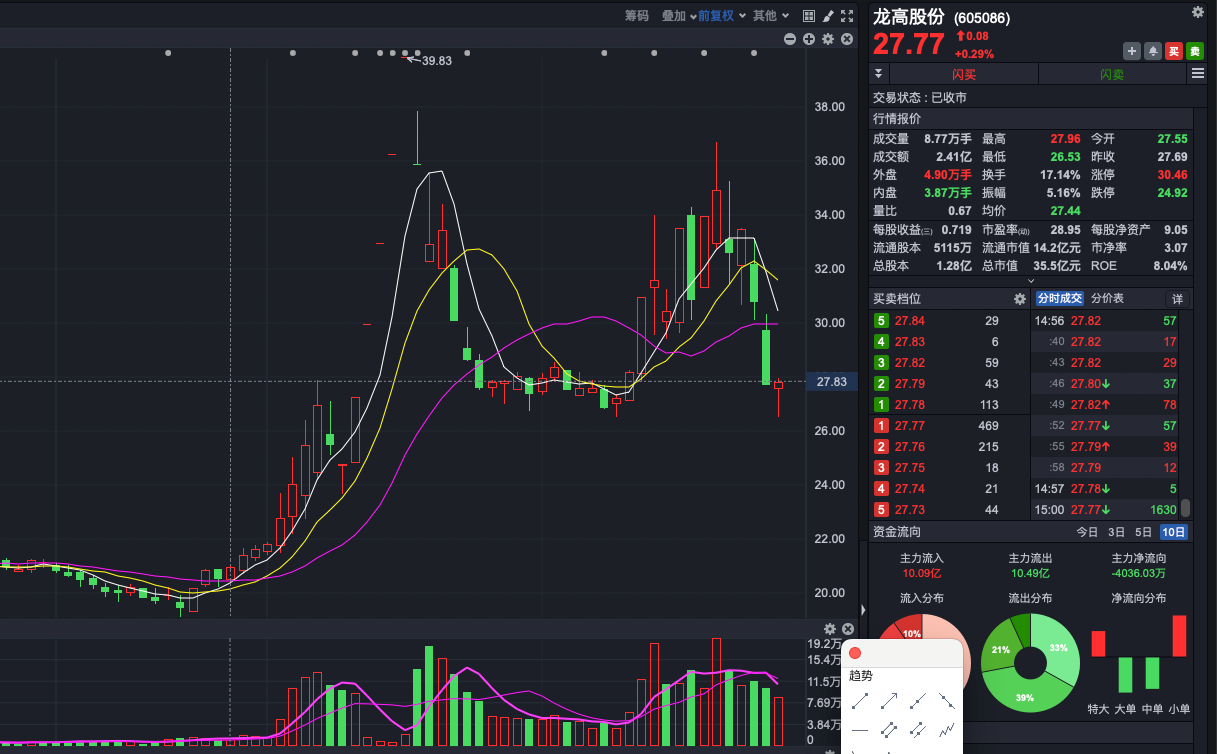 筹码 叠加 前复权 其他
39.83
38.00
36.00
34.00
32.00
30.00
27.83
26.00
24.00
22.00
20.00
19.2万
15.4万
11.5万
7.69万
3.84万
0
龙高股份 (605086)
27.77 0.08
+0.29%
买 卖
闪买 闪卖
交易状态 : 已收市
行情报价
成交量 8.77万手 最高 27.96 今开 27.55
成交额 2.41亿 最低 26.53 昨收 27.69
外盘 4.90万手 换手 17.14% 涨停 30.46
内盘 3.87万手 振幅 5.16% 跌停 24.92
量比 0.67 均价 27.44
每股收益(三) 0.719 市盈率(动) 28.95 每股净资产 9.05
流通股本 5115万 流通市值 14.2亿元 市净率 3.07
总股本 1.28亿 总市值 35.5亿元 ROE 8.04%
买卖档位 分时成交 分价表 详
5 27.84 29 14:56 27.82 57
4 27.83 6 :40 27.82 17
3 27.82 59 :43 27.82 29
2 27.79 43 :46 27.80↓ 37
1 27.78 113 :49 27.82↑ 78
1 27.77 469 :52 27.77↓ 57
2 27.76 215 :55 27.79↑ 39
3 27.75 18 :58 27.79 12
4 27.74 21 14:57 27.78↓ 5
5 27.73 44 15:00 27.77↓ 1630
资金流向 今日 3日 5日 10日
主力流入 主力流出 主力净流向
10.09亿 10.49亿 -4036.03万
流入分布 流出分布 净流向分布
10%
21% 33%
39%
特大 大单 中单 小单
趋势